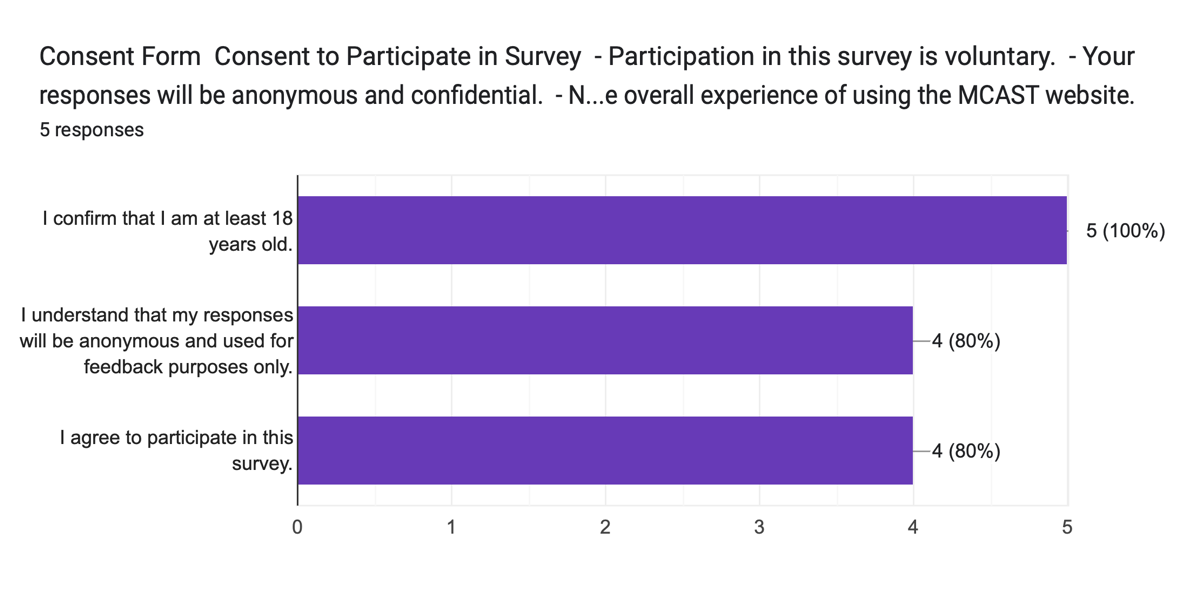 Consent Form  Consent to Participate in Survey  - Participation in this survey is voluntary.  - Your
responses will be anonymous and confidential.  - N...e overall experience of using the MCAST website.
5 responses
I confirm that I am at least 18
years old.
5 (100%)
I understand that my responses
will be anonymous and used for
feedback purposes only.
4 (80%)
I agree to participate in this
survey.
4 (80%)
0 1 2 3 4 5